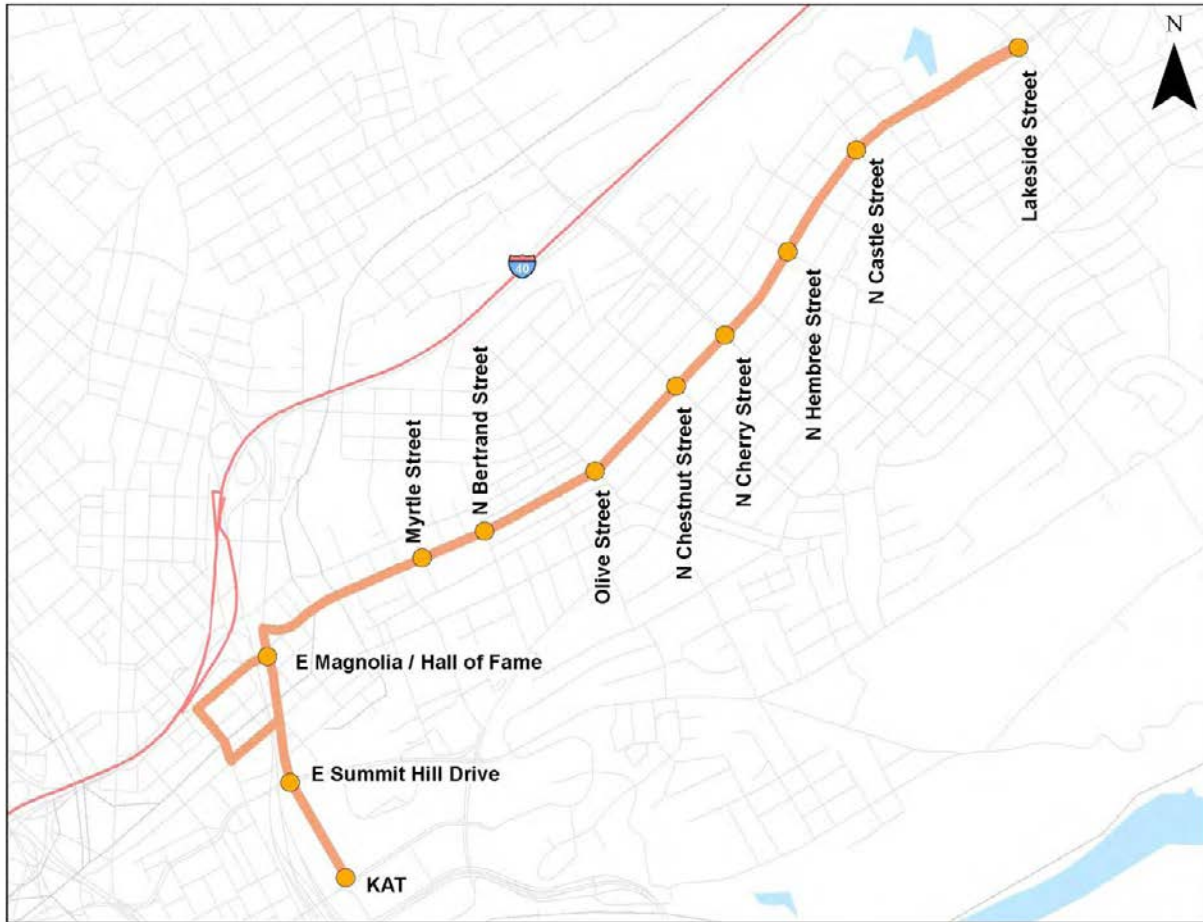 N
Lakeside Street
N Castle Street
N Hembree Street
40
N Cherry Street
N Chestnut Street
N Bertrand Street
Myrtle Street
Olive Street
E Magnolia / Hall of Fame
E Summit Hill Drive
KAT